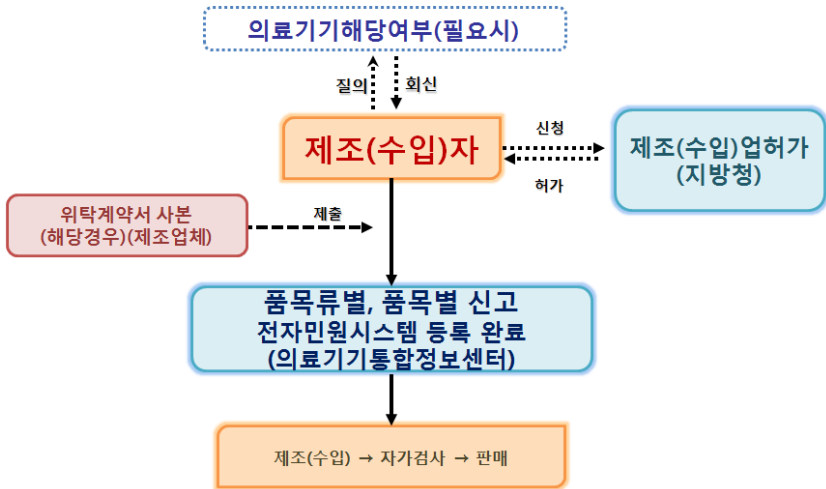 의료기기해당여부(필요시)
질의
회신
제조(수입)자
신청
허가
제조(수입)업허가
(지방청)
위탁계약서 사본
(해당경우)(제조업체)
제출
품목류별, 품목별 신고
전자민원시스템 등록 완료
(의료기기통합정보센터)
제조(수입) → 자가검사 → 판매